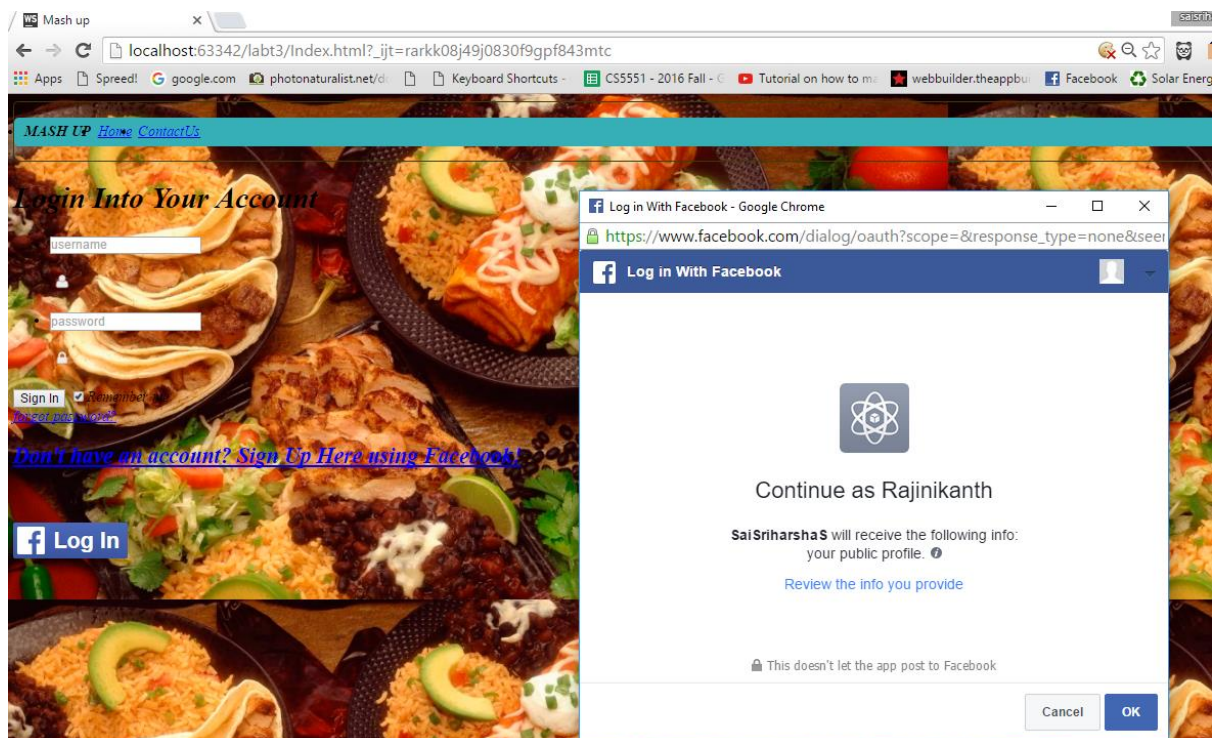 WS Mash up
localhost:63342/labt3/Index.html?_ijt=rarkk08j49j0830f9gpf843mtc
Apps Spreed! google.com photonaturalist.net/d Keyboard Shortcuts - CS5551 - 2016 Fall - G Tutorial on how to ma webbuilder.theappbui Facebook Solar Energ
MASH UP Home ContactUs
Login Into Your Account
username
password
Sign In Remember
forgot password?
Don't have an account? Sign Up Here using Facebook!
f Log In
Log in With Facebook - Google Chrome
https://www.facebook.com/dialog/oauth?scope=&response_type=none&seer
f Log in With Facebook
Continue as Rajinikanth
SaiSriharshaS will receive the following info:
your public profile.
Review the info you provide
This doesn't let the app post to Facebook
Cancel OK